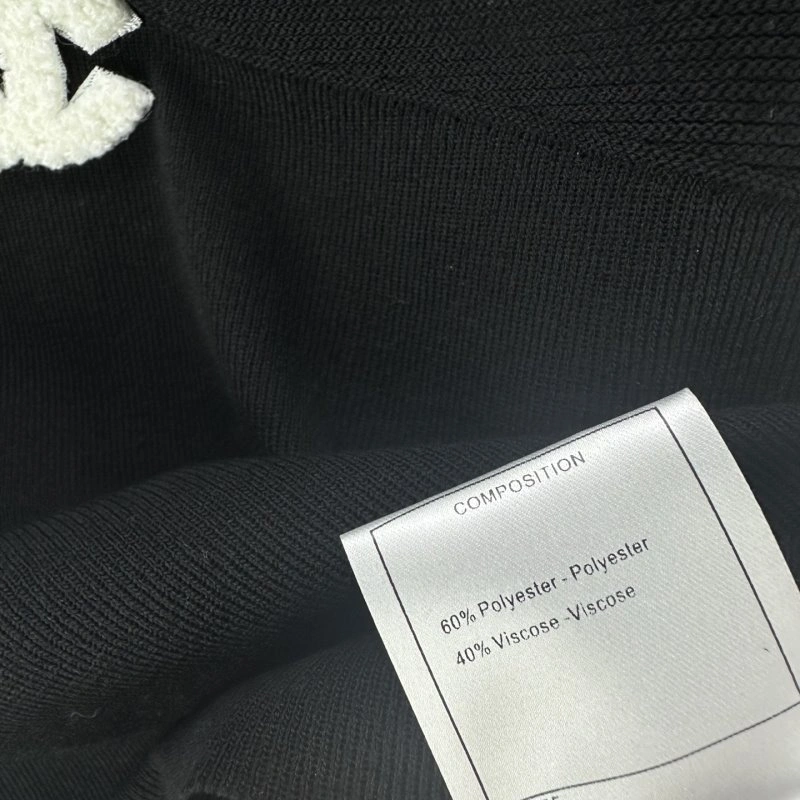 COMPOSITION
60% Polyester - Polyester
40% Viscose -Viscose